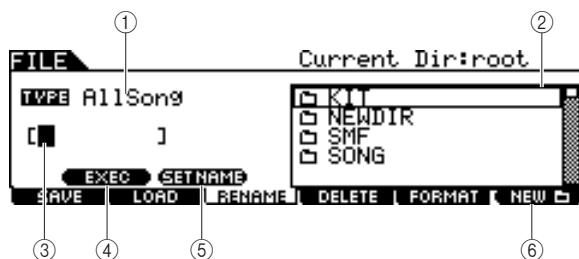 ① ②
FILE Current Dir:root
TYPE AllSong
[ ]
KIT
NEWDIR
SMF
SONG
EXEC SET NAME
SAVE LOAD RENAME DELETE FORMAT NEW
③ ④ ⑤ ⑥